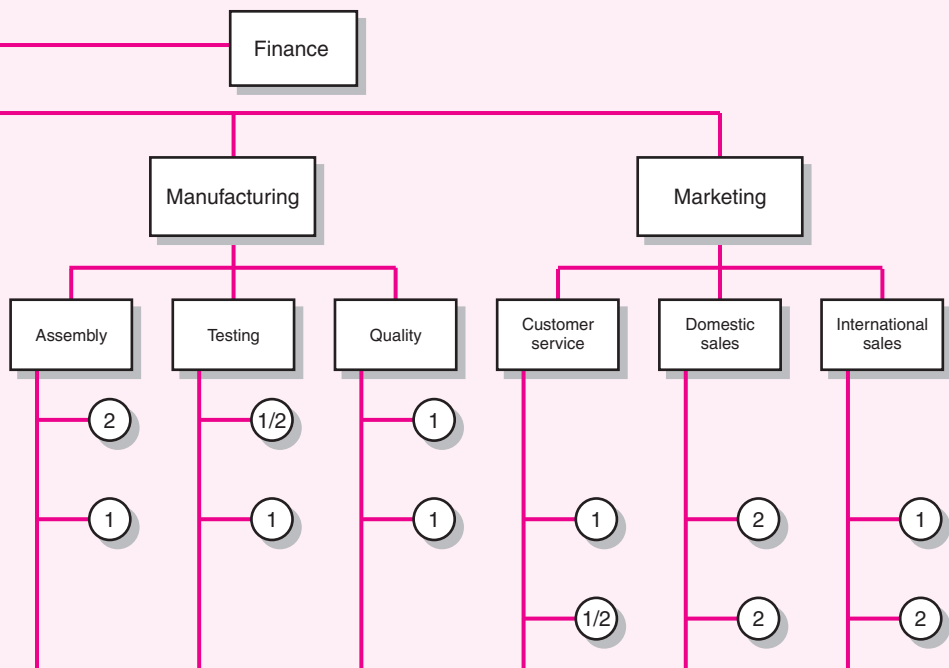 Finance
Manufacturing
Marketing
Assembly
Testing
Quality
Customer
service
Domestic
sales
International
sales
2
1/2
1
1
1
1
1
2
1
1/2
2
2